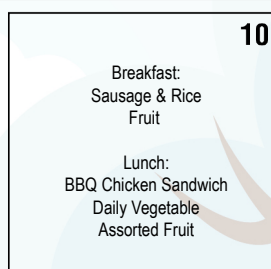 10
Breakfast:
Sausage & Rice
Fruit
Lunch:
BBQ Chicken Sandwich
Daily Vegetable
Assorted Fruit